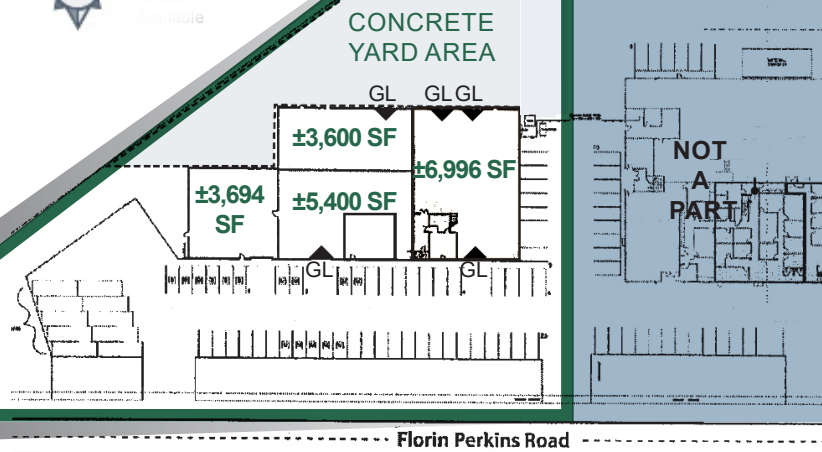 Available
CONCRETE
YARD AREA
GL GL GL
±3,600 SF
±6,996 SF
±3,694
SF
±5,400 SF
NOT
A
PART
GL GL
Florin Perkins Road